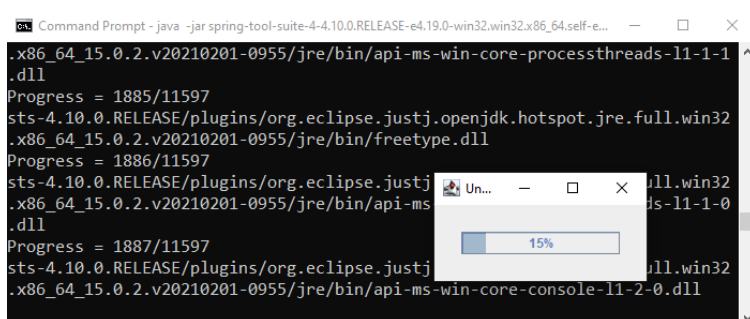 Command Prompt - java -jar spring-tool-suite-4-4.10.0.RELEASE-e4.19.0-win32.win32.x86_64.self-e...
.x86_64_15.0.2.v20210201-0955/jre/bin/api-ms-win-core-processthreads-l1-1-1
.dll
Progress = 1885/11597
sts-4.10.0.RELEASE/plugins/org.eclipse.justj.openjdk.hotspot.jre.full.win32
.x86_64_15.0.2.v20210201-0955/jre/bin/freetype.dll
Progress = 1886/11597
sts-4.10.0.RELEASE/plugins/org.eclipse.justj ull.win32
.x86_64_15.0.2.v20210201-0955/jre/bin/api-ms ds-l1-1-0
.dll
Progress = 1887/11597
sts-4.10.0.RELEASE/plugins/org.eclipse.justj ull.win32
.x86_64_15.0.2.v20210201-0955/jre/bin/api-ms-win-core-console-l1-2-0.dll
Un...
15%